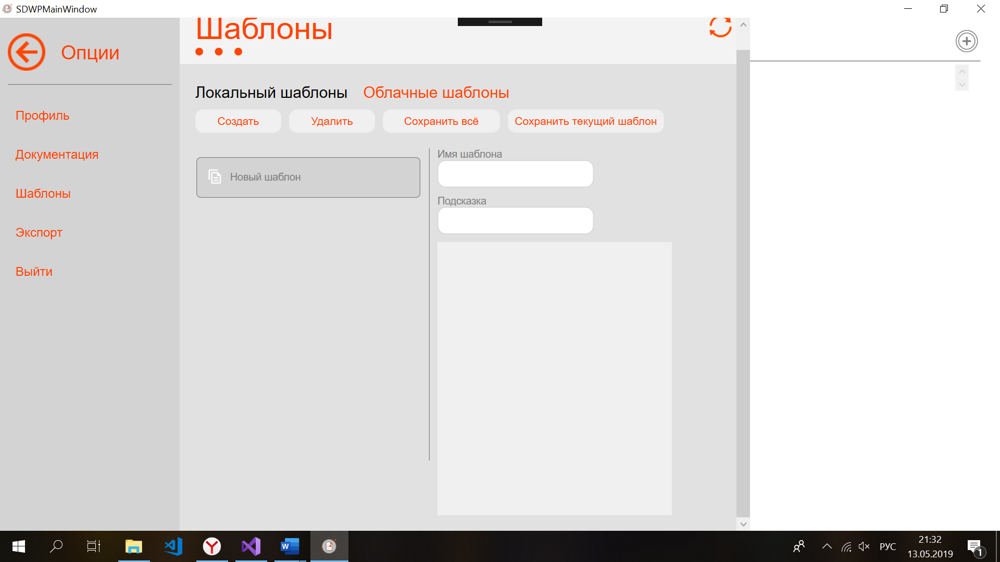 SDWPMainWindow
Опции
Профиль
Документация
Шаблоны
Экспорт
Выйти
Шаблоны
Локальный шаблоны Облачные шаблоны
Создать Удалить Сохранить всё Сохранить текущий шаблон
Новый шаблон
Имя шаблона
Подсказка
РУС
21:32
13.05.2019
1